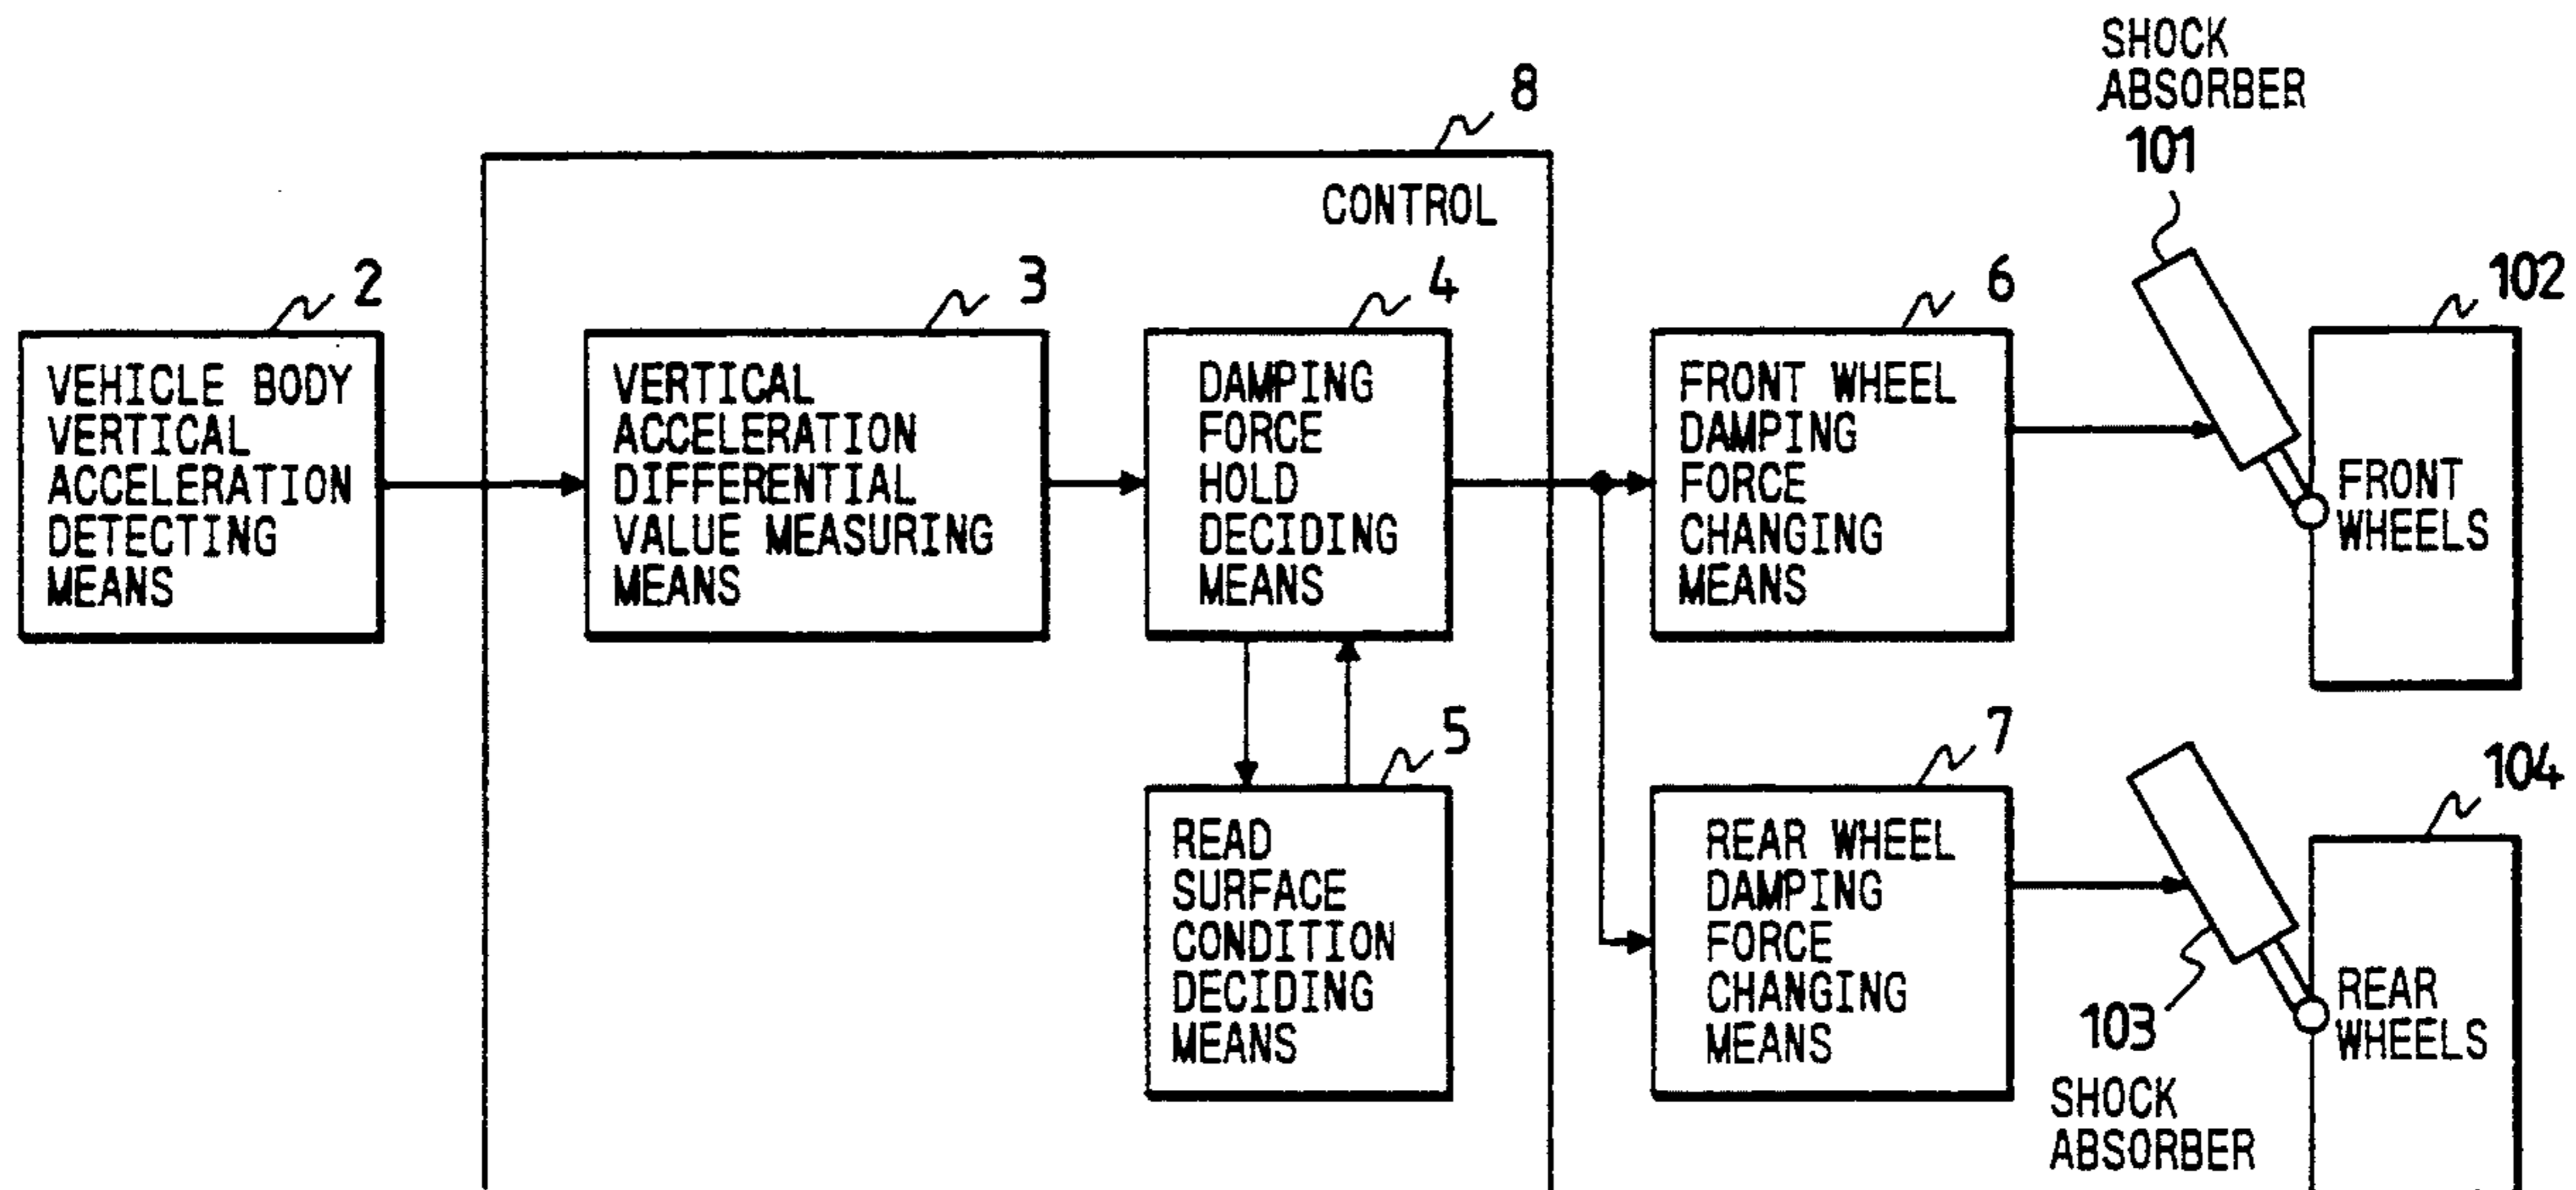 SHOCK
ABSORBER
101
8
CONTROL
2
VEHICLE BODY
VERTICAL
ACCELERATION
DETECTING
MEANS
3
VERTICAL
ACCELERATION
DIFFERENTIAL
VALUE MEASURING
MEANS
4
DAMPING
FORCE
HOLD
DECIDING
MEANS
6
FRONT WHEEL
DAMPING
FORCE
CHANGING
MEANS
102
FRONT
WHEELS
5
READ
SURFACE
CONDITION
DECIDING
MEANS
7
REAR WHEEL
DAMPING
FORCE
CHANGING
MEANS
103
SHOCK
ABSORBER
104
REAR
WHEELS